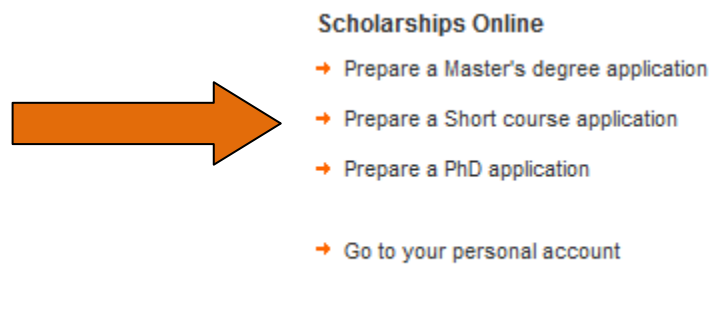 Scholarships Online
Prepare a Master's degree application
Prepare a Short course application
Prepare a PhD application
Go to your personal account